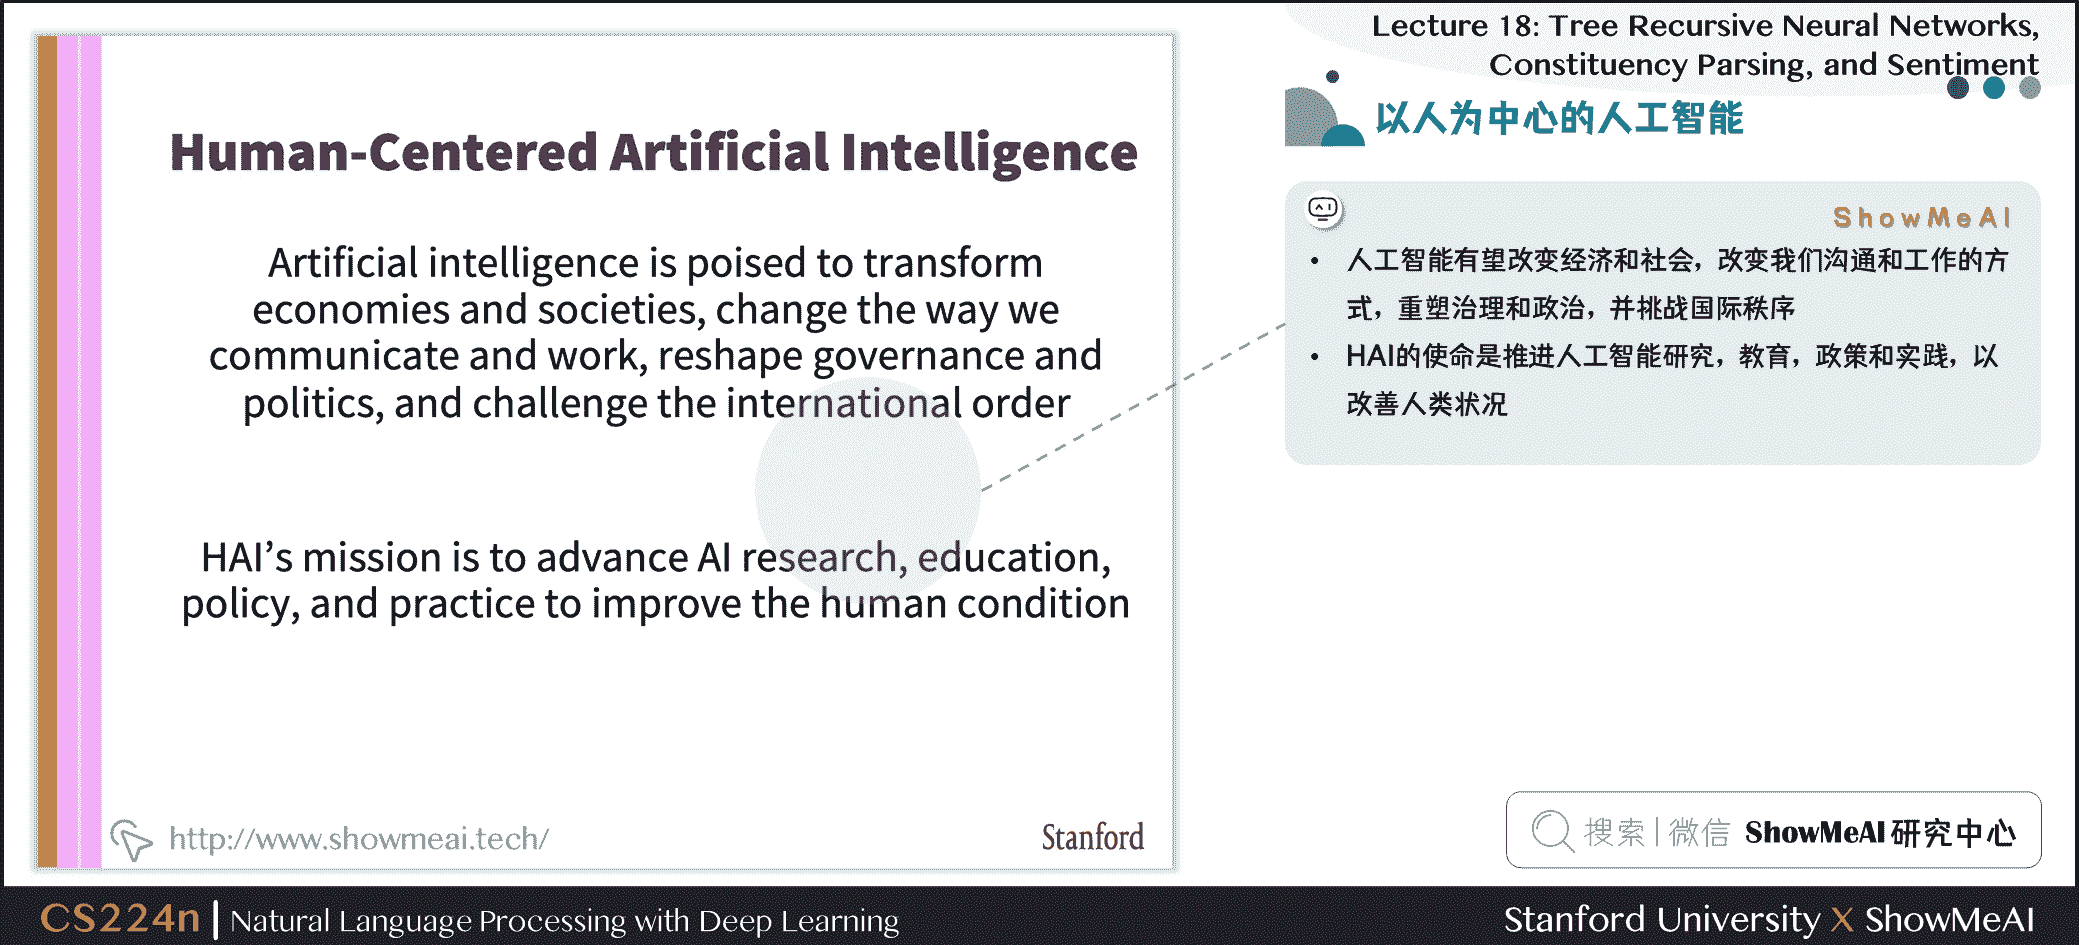 Lecture 18: Tree Recursive Neural Networks,
Constituency Parsing, and Sentiment
以人为中心的人工智能
Human-Centered Artificial Intelligence
Artificial intelligence is poised to transform
economies and societies, change the way we
communicate and work, reshape governance and
politics, and challenge the international order
HAI’s mission is to advance AI research, education,
policy, and practice to improve the human condition
http://www.showmeai.tech/
Stanford
ShowMeAI
• 人工智能有望改变经济和社会，改变我们沟通和工作的方
式，重塑治理和政治，并挑战国际秩序
• HAI的使命是推进人工智能研究，教育，政策和实践，以
改善人类状况
搜索|微信 ShowMeAI研究中心
CS224n | Natural Language Processing with Deep Learning
Stanford University X ShowMeAI